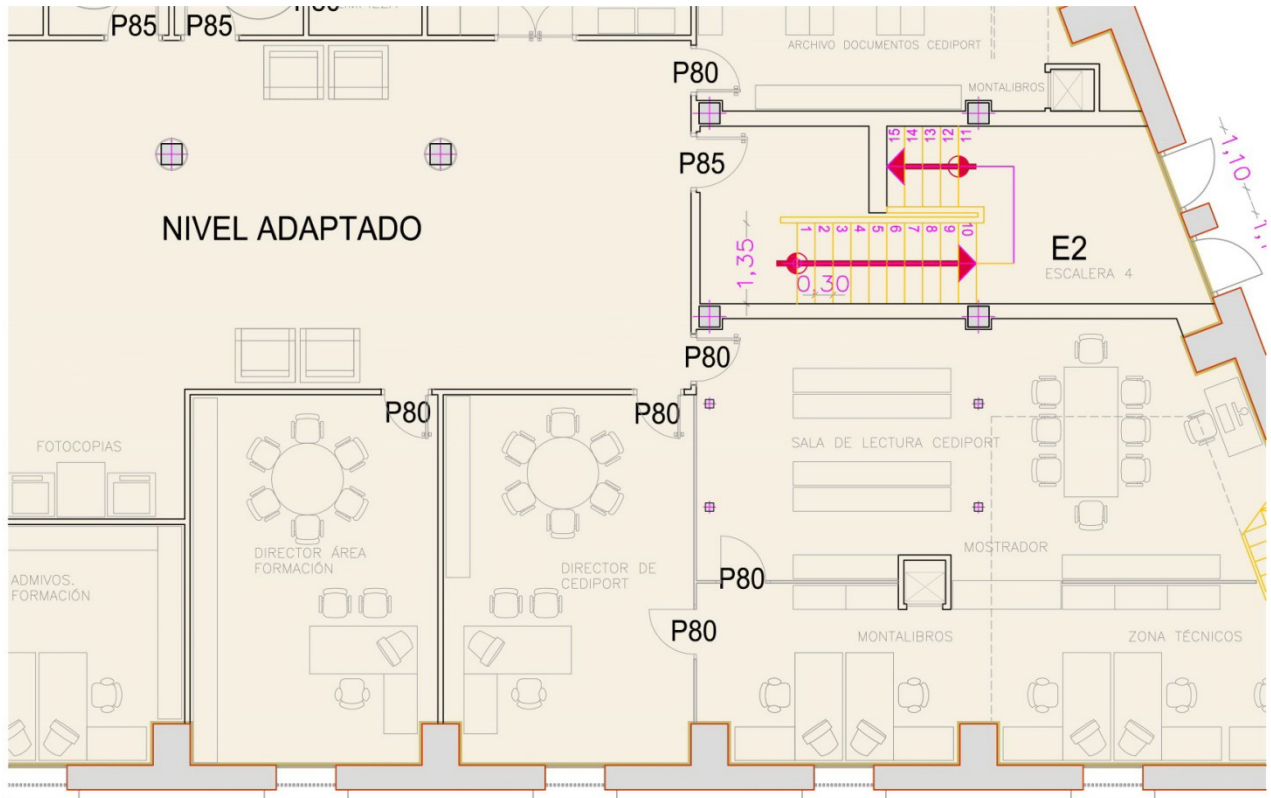 P85
P85
P80
LIMPIEZA
ARCHIVO DOCUMENTOS CEDIPORT
P80
MONTALIBROS
15
14
13
12
11
1,10
P85
NIVEL ADAPTADO
1
2
3
4
5
6
7
8
9
10
1,35
0,30
E2
ESCALERA 4
P80
P80
P80
FOTOCOPIAS
SALA DE LECTURA CEDIPORT
DIRECTOR ÁREA
FORMACIÓN
DIRECTOR DE
CEDIPORT
MOSTRADOR
ADMIVOS.
FORMACIÓN
P80
P80
MONTALIBROS
ZONA TÉCNICOS